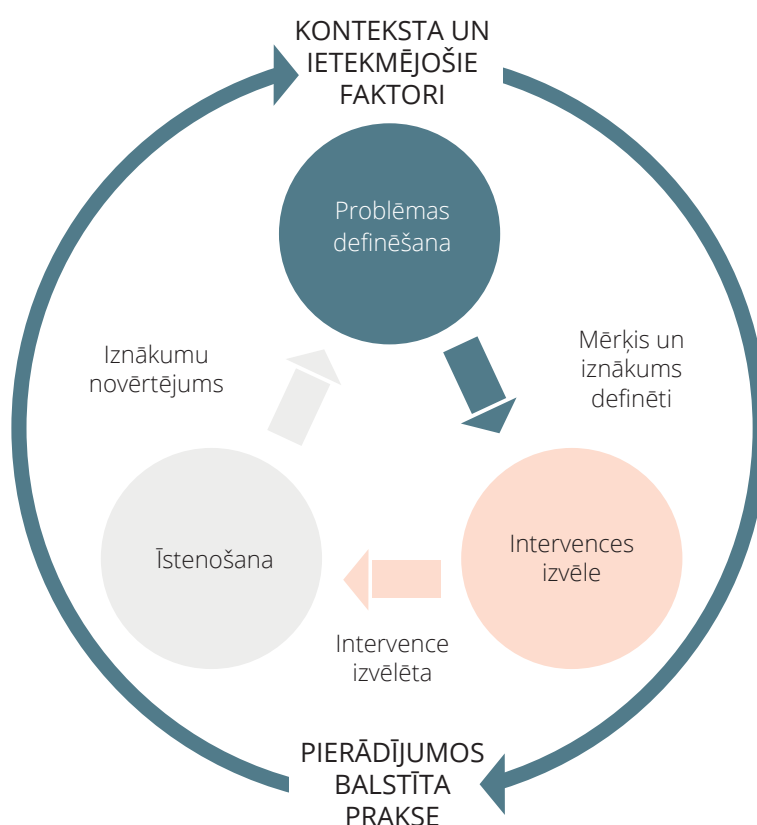 KONTEKSTA UN
IETEKMĒJOŠIE
FAKTORI
Problēmas
definēšana
Mērķis un
iznākums
definēti
Iznākumu
novērtējums
Intervences
izvēle
Īstenošana
Intervence
izvēlēta
PIERĀDĪJUMOS
BALSTĪTA
PRAKSE